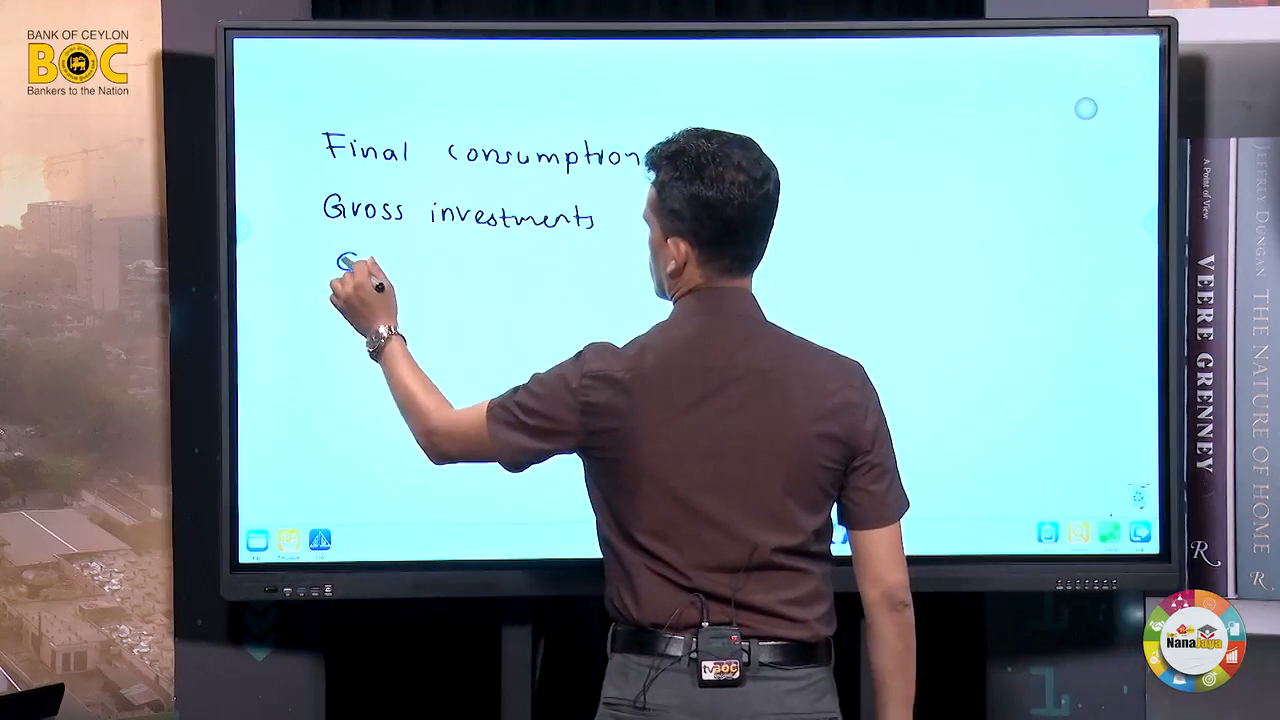 BANK OF CEYLON
BOC
Bankers to the Nation
Final consumption
Gross investments
G
A Point of View
VEERE GRENNEY
R
JEFFREY DUNGAN THE NATURE OF HOME
R
tvBOC
NanaJaya